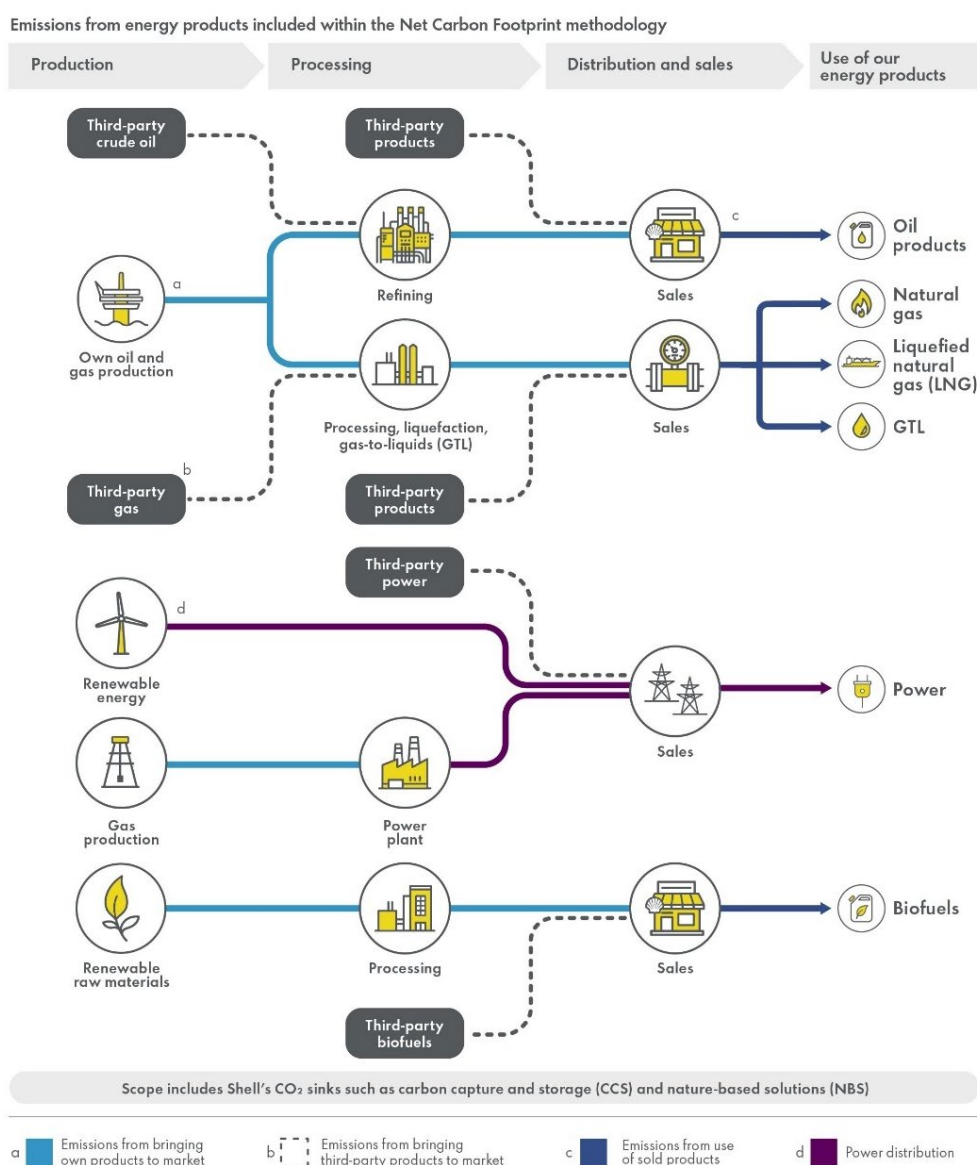 Emissions from energy products included within the Net Carbon Footprint methodology
Production
Processing
Distribution and sales
Use of our
energy products
Third-party
crude oil
Third-party
products
c
Oil
products
Refining
Sales
a
Own oil and
gas production
Natural
gas
Liquefied
natural
gas (LNG)
GTL
Processing, liquefaction,
gas-to-liquids (GTL)
Sales
b
Third-party
gas
Third-party
products
Third-party
power
d
Renewable
energy
Sales
Power
Gas
production
Power
plant
Renewable
raw materials
Processing
Sales
Biofuels
Third-party
biofuels
Scope includes Shell's CO₂ sinks such as carbon capture and storage (CCS) and nature-based solutions (NBS)
a
Emissions from bringing
own products to market
b
Emissions from bringing
third-party products to market
c
Emissions from use
of sold products
d
Power distribution